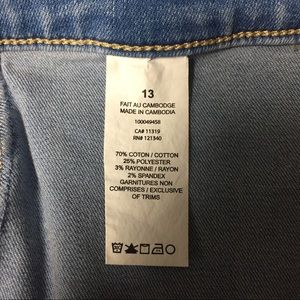 13
FAIT AU CAMBODGE
MADE IN CAMBODIA
100049458
CA# 11319
RN# 121340
70% COTON / COTTON
25% POLYESTER
3% RAYONNE / RAYON
2% SPANDEX
GARNITURES NON
COMPRISES / EXCLUSIVE
OF TRIMS